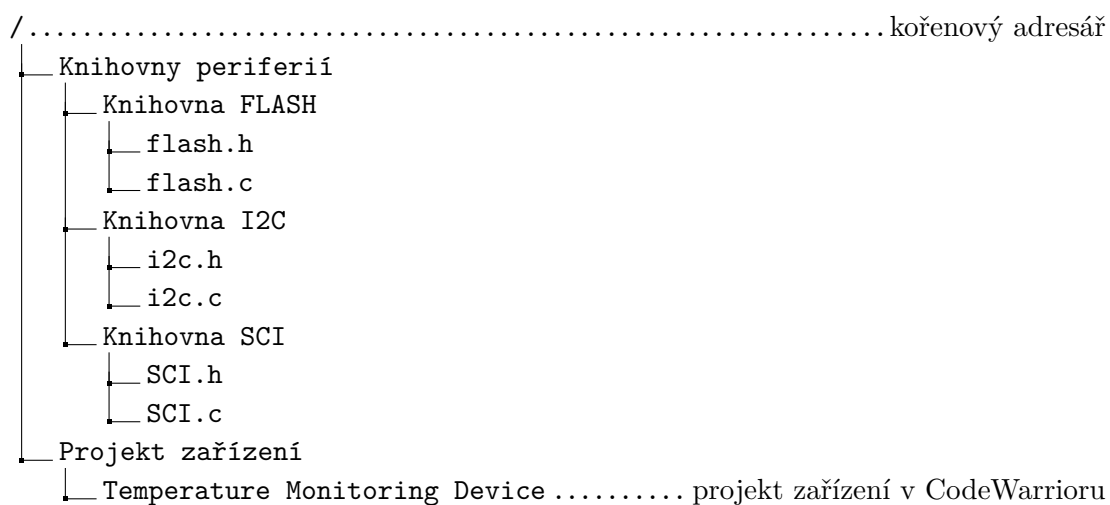 / ................................................................ kořenový adresář
Knihovny periferií
Knihovna FLASH
flash.h
flash.c
Knihovna I2C
i2c.h
i2c.c
Knihovna SCI
SCI.h
SCI.c
Projekt zařízení
Temperature Monitoring Device .......... projekt zařízení v CodeWarrioru